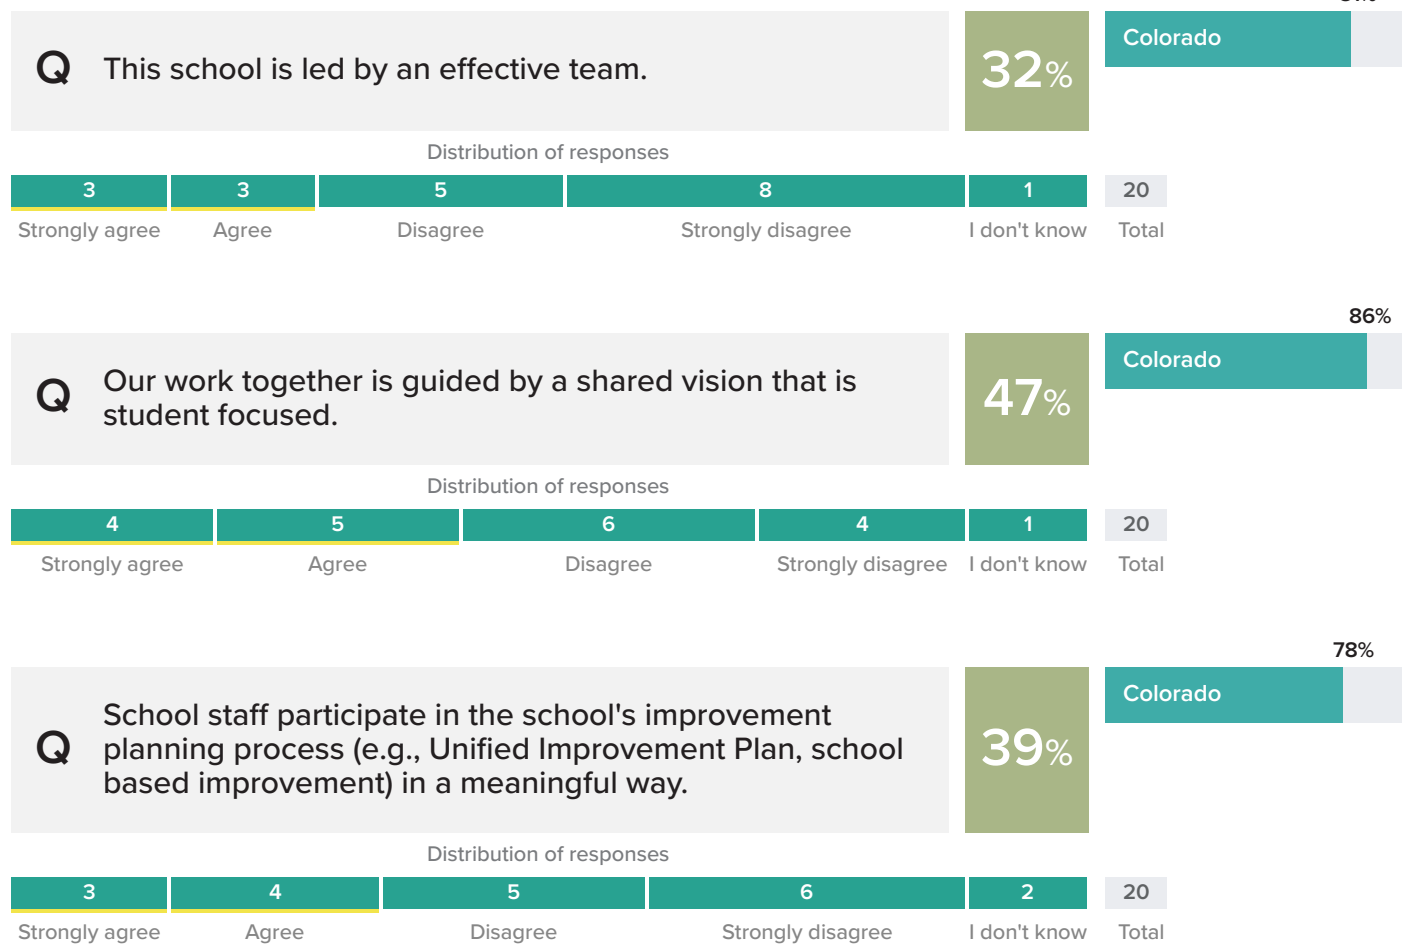 Q This school is led by an effective team.
32%
Colorado
Distribution of responses
3 3 5 8 1 20
Strongly agree Agree Disagree Strongly disagree I don't know Total
86%
Q Our work together is guided by a shared vision that is
student focused.
47%
Colorado
Distribution of responses
4 5 6 4 1 20
Strongly agree Agree Disagree Strongly disagree I don't know Total
78%
Q School staff participate in the school's improvement
planning process (e.g., Unified Improvement Plan, school
based improvement) in a meaningful way.
39%
Colorado
Distribution of responses
3 4 5 6 2 20
Strongly agree Agree Disagree Strongly disagree I don't know Total